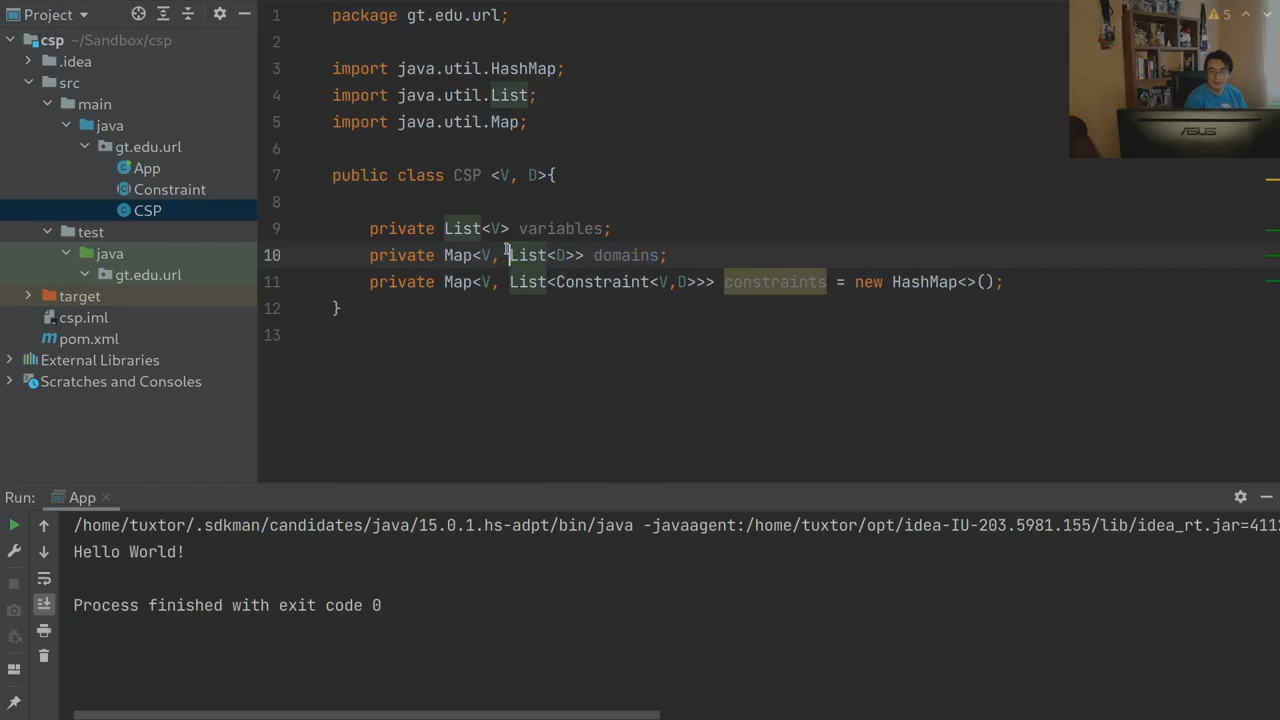 Project
csp ~/Sandbox/csp
.idea
src
main
java
gt.edu.url
App
Constraint
CSP
test
java
gt.edu.url
target
csp.iml
pom.xml
External Libraries
Scratches and Consoles
1 package gt.edu.url;
2
3 import java.util.HashMap;
4 import java.util.List;
5 import java.util.Map;
6
7 public class CSP <V, D>{
8
9 private List<V> variables;
10 private Map<V, List<D>> domains;
11 private Map<V, List<Constraint<V,D>>> constraints = new HashMap<>();
12 }
13
5
ASUS
Run: App
/home/tuxtor/.sdkman/candidates/java/15.0.1.hs-adpt/bin/java -javaagent:/home/tuxtor/opt/idea-IU-203.5981.155/lib/idea_rt.jar=4112
Hello World!
Process finished with exit code 0